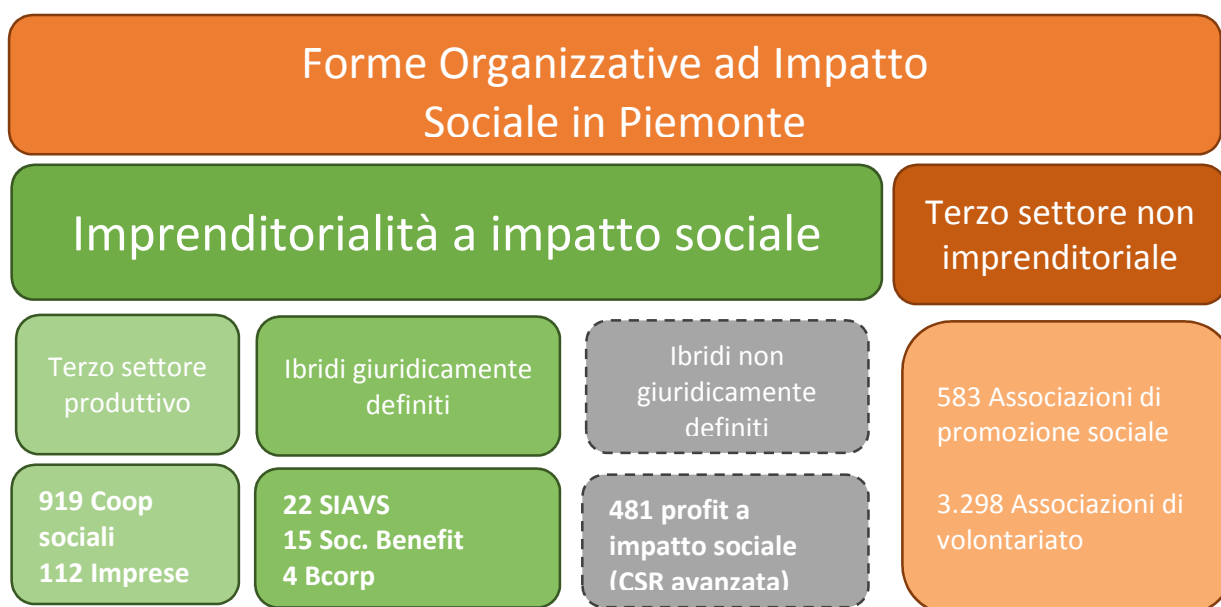 Forme Organizzative ad Impatto
Sociale in Piemonte
Imprenditorialità a impatto sociale
Terzo settore non
imprenditoriale
Terzo settore
produttivo
Ibridi giuridicamente
definiti
Ibridi non
giuridicamente
definiti
583 Associazioni di
promozione sociale
3.298 Associazioni di
volontariato
919 Coop
sociali
112 Imprese
22 SIAVS
15 Soc. Benefit
4 Bcorp
481 profit a
impatto sociale
(CSR avanzata)